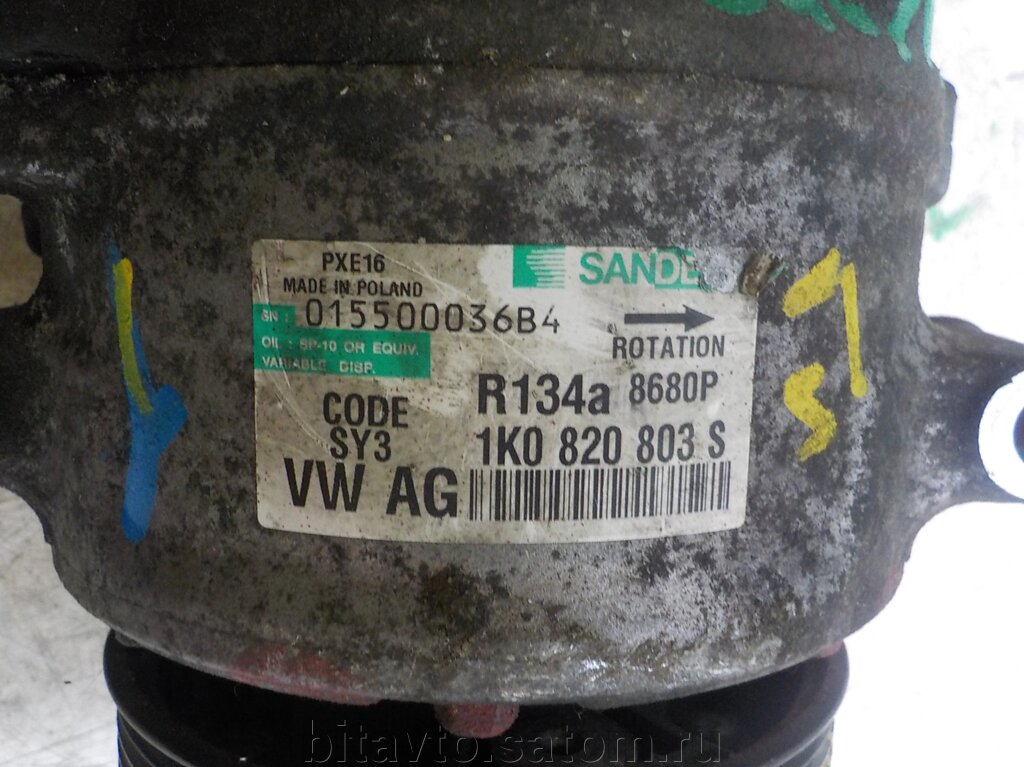 PXE16
MADE IN POLAND
SN : 015500036B4
OIL : SP-10 OR EQUIV.
VARIABLE DISP.
SANDE
ROTATION
CODE
SY3
R134a 8680P
1K0 820 803 S
VW AG
bitavto.satom.ru